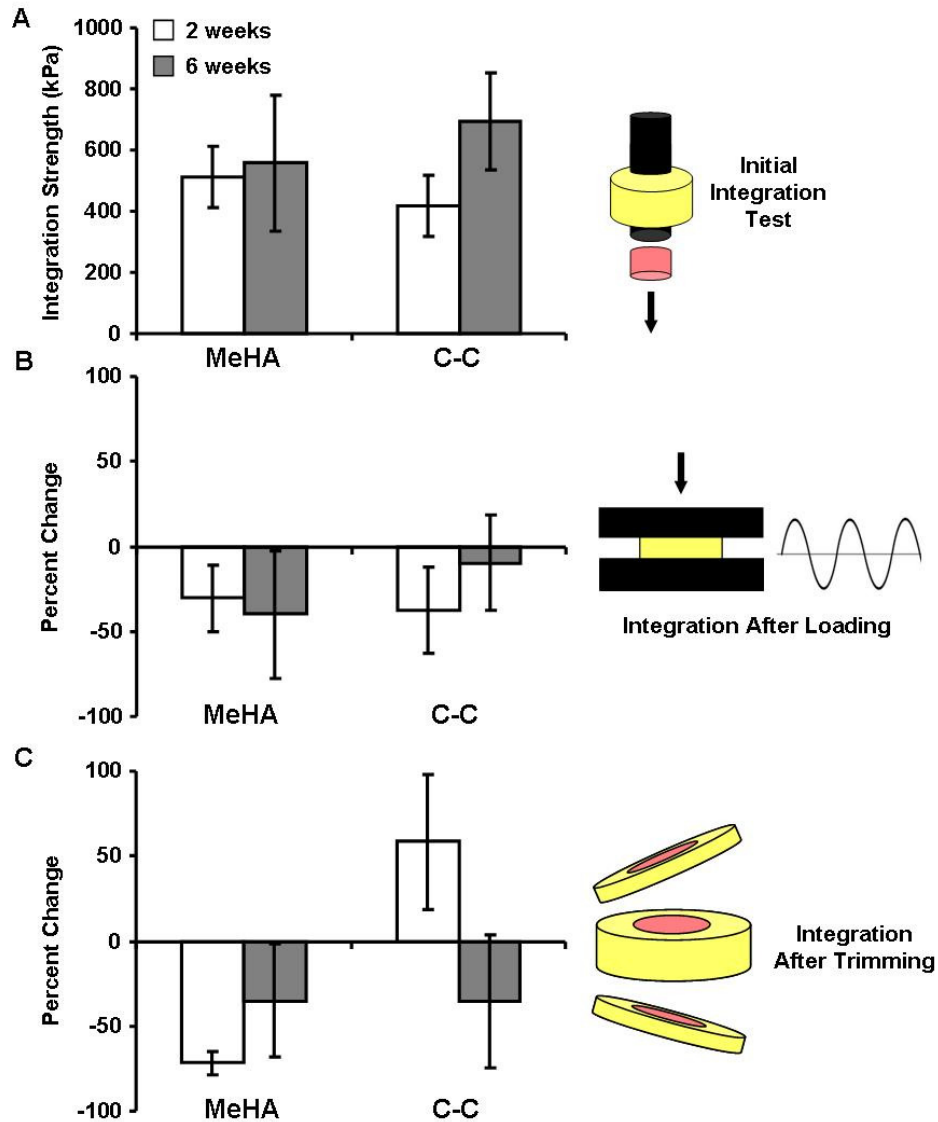 A
1000
800
600
400
200
0
Integration Strength (kPa)
2 weeks
6 weeks
MeHA
C-C
Initial
Integration
Test
B
100
50
0
-50
-100
Percent Change
MeHA
C-C
Integration After Loading
C
100
50
0
-50
-100
Percent Change
MeHA
C-C
Integration
After Trimming